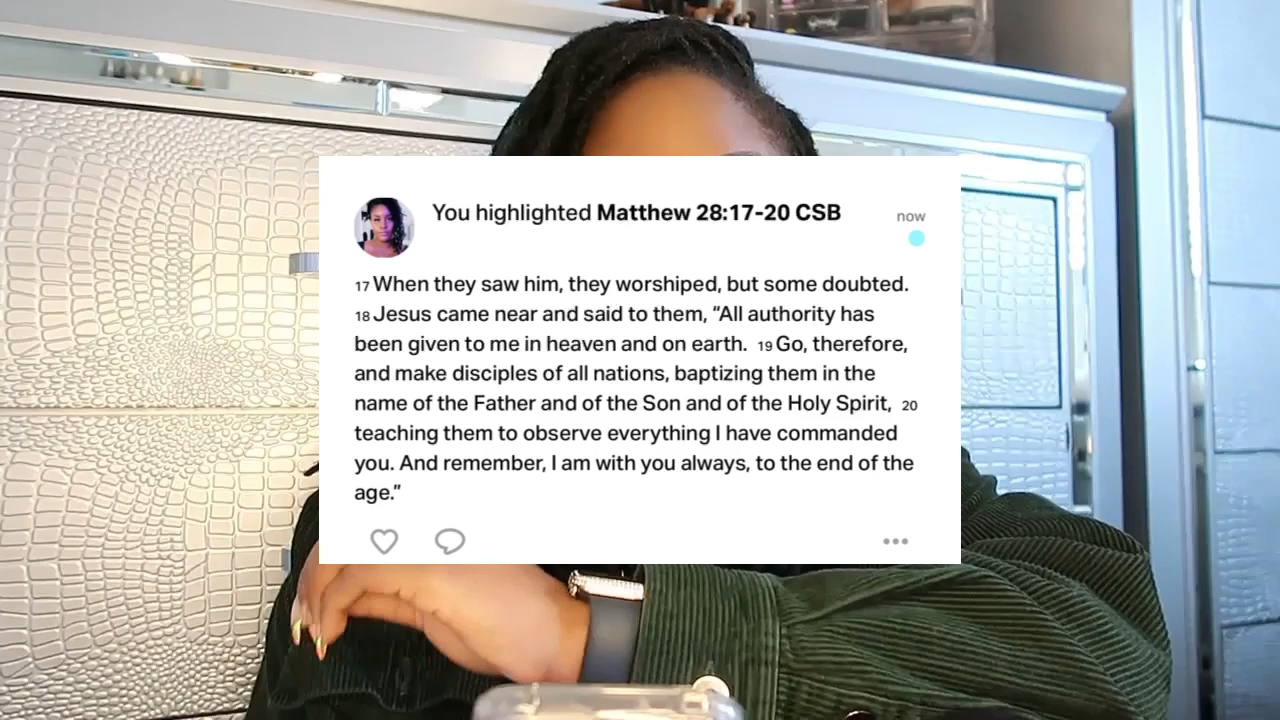 You highlighted Matthew 28:17-20 CSB
now
17 When they saw him, they worshiped, but some doubted.
18 Jesus came near and said to them, “All authority has
been given to me in heaven and on earth. 19 Go, therefore,
and make disciples of all nations, baptizing them in the
name of the Father and of the Son and of the Holy Spirit, 20
teaching them to observe everything I have commanded
you. And remember, I am with you always, to the end of the
age.”